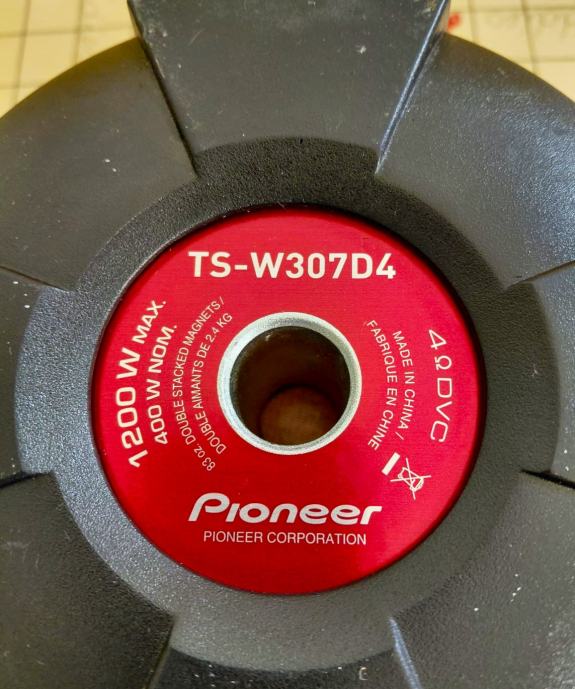 TS-W307D4
1200 W MAX.
400 W NOM.
83 oz. DOUBLE STACKED MAGNETS /
DOUBLE AIMANTS DE 2.4 KG
4 Ω DVC
MADE IN CHINA /
FABRIQUE EN CHINE
Pioneer
PIONEER CORPORATION